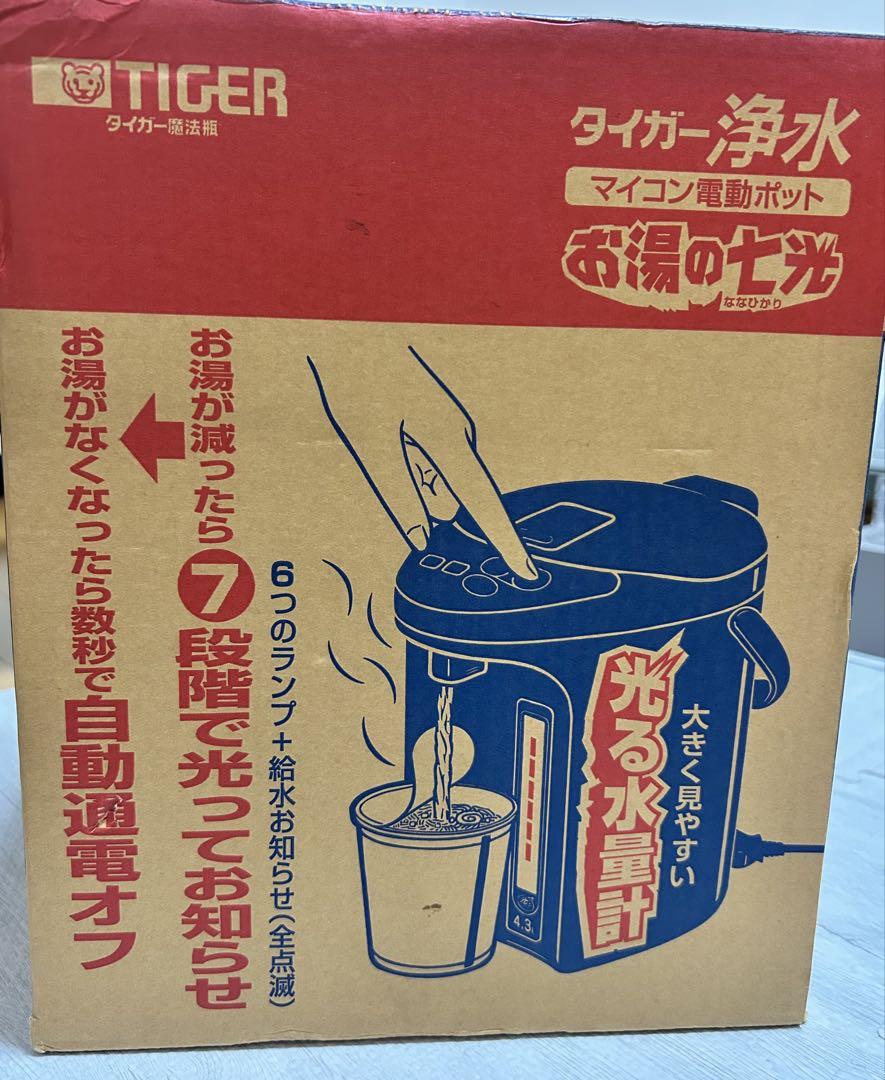 TIGER
タイガー魔法瓶
タイガー浄水
マイコン電動ポット
お湯の七光
ななひかり
お湯が減ったら7段階で光ってお知らせ
6つのランプ+給水お知らせ(全点滅)
お湯がなくなったら数秒で自動通電オフ
大きく見やすい
光る水量計
4.3L